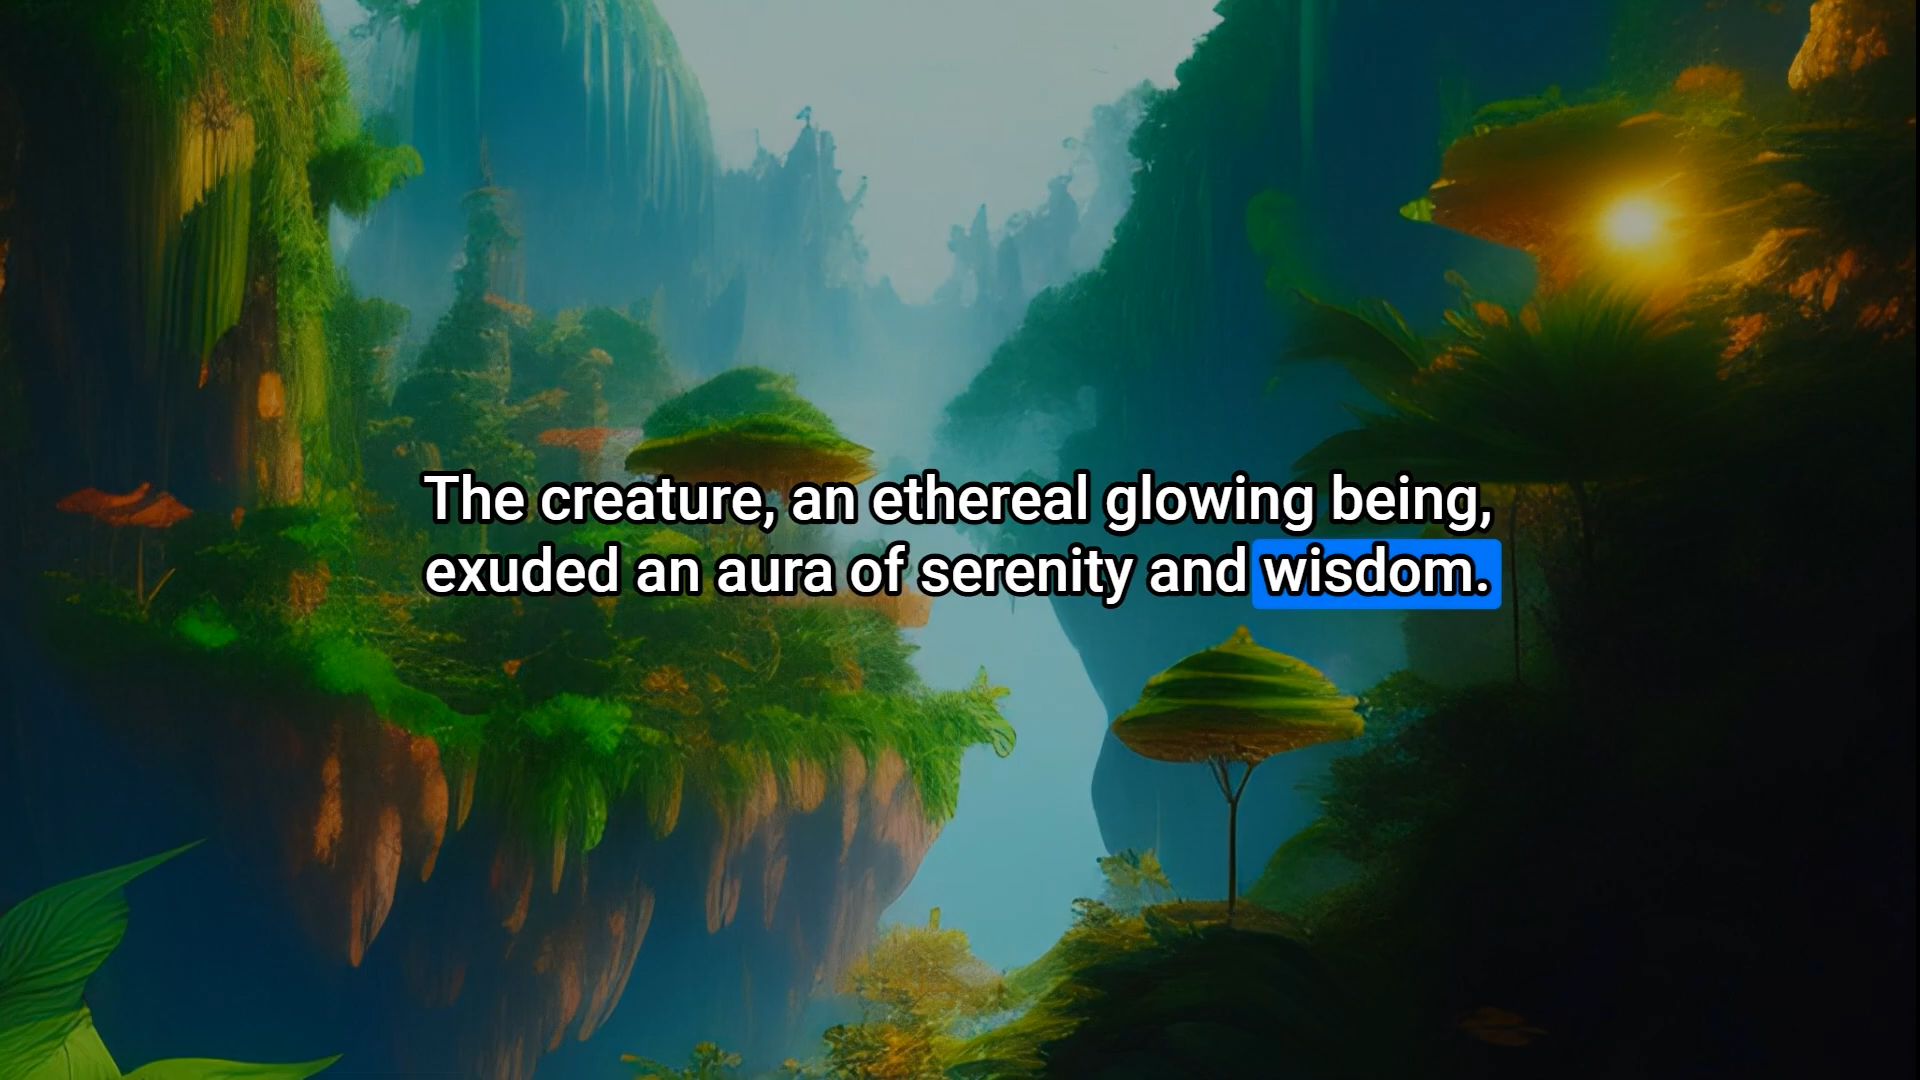 The creature, an ethereal glowing being,
exuded an aura of serenity and wisdom.